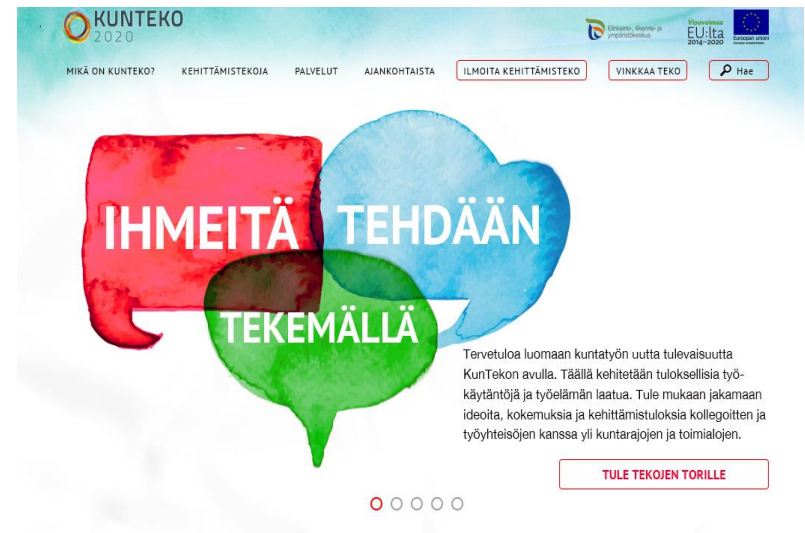 KUNTEKO
2020
Elinkeino-, liikenne- ja
ympäristökeskus
Vipuvoimaa
EU:lta
2014–2020
Euroopan unioni
MIKÄ ON KUNTEKO? KEHITTÄMISTEKOJA PALVELUT AJANKOHTAISTA ILMOITA KEHITTÄMISTEKO VINKKAA TEKO Hae
IHMEITÄ TEHDÄÄN
TEKEMÄLLÄ
Tervetuloa luomaan kuntatyön uutta tulevaisuutta
KunTekon avulla. Täällä kehitetään tuloksellisia työ-
käytäntöjä ja työelämän laatua. Tule mukaan jakamaan
ideoita, kokemuksia ja kehittämistuloksia kollegoitten ja
työyhteisöjen kanssa yli kuntarajojen ja toimialojen.
TULE TEKOJEN TORILLE